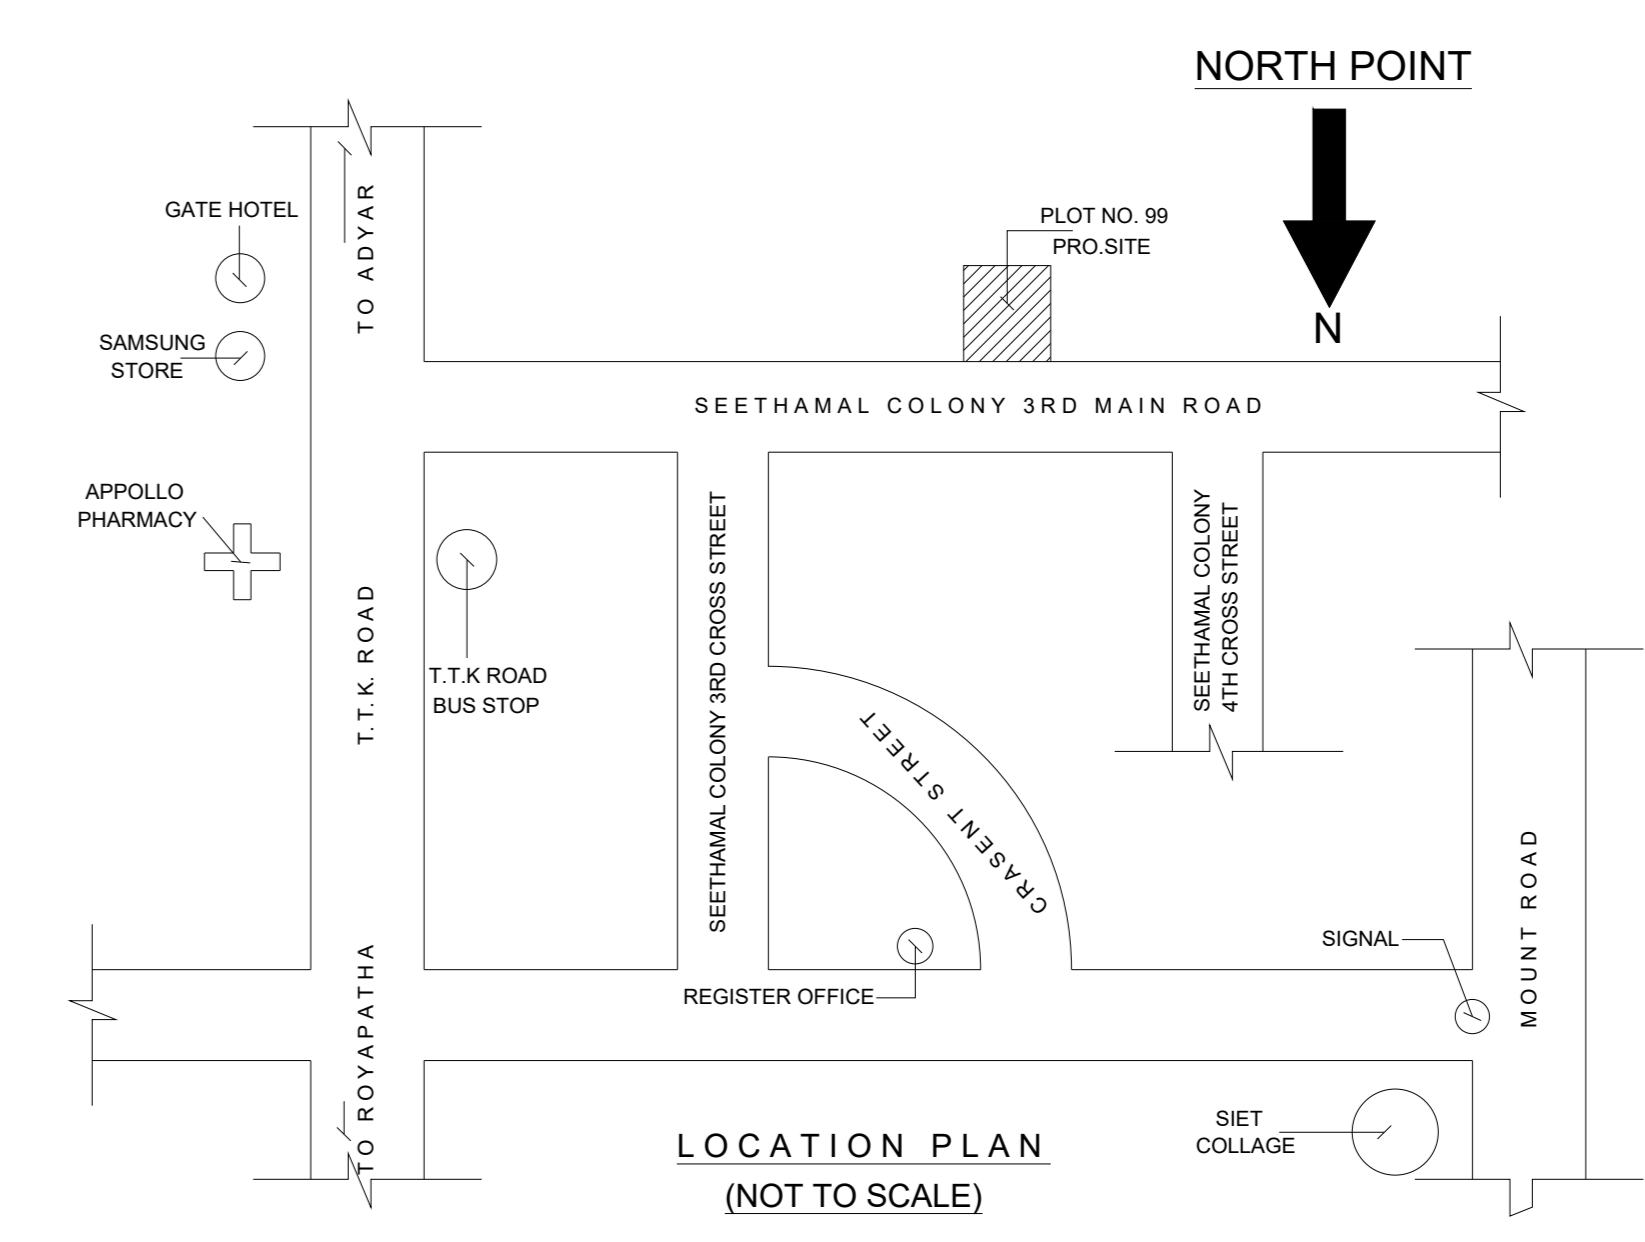 NORTH POINT
N
GATE HOTEL
SAMSUNG
STORE
TO ADYAR
PLOT NO. 99
PRO.SITE
SEETHAMAL COLONY 3RD MAIN ROAD
APPOLLO
PHARMACY
T.T.K. ROAD
T.T.K ROAD
BUS STOP
SEETHAMAL COLONY 3RD CROSS STREET
SEETHAMAL COLONY
4TH CROSS STREET
CRASENT STREET
MOUNT ROAD
SIGNAL
REGISTER OFFICE
TO ROYAPATHA
SIET
COLLAGE
LOCATION PLAN
(NOT TO SCALE)